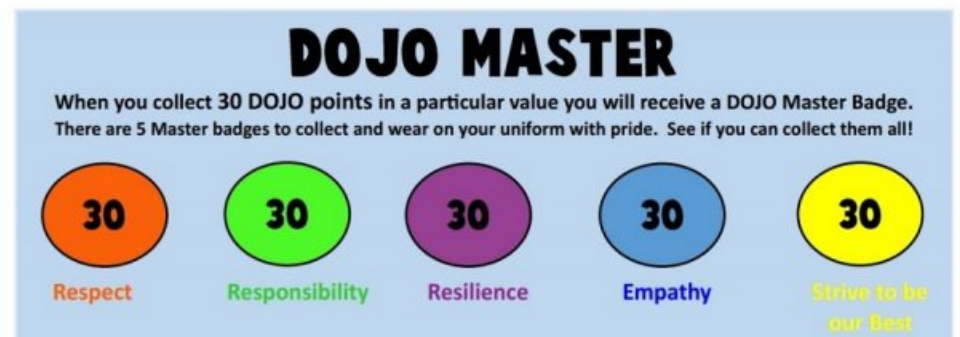 DOJO MASTER
When you collect 30 DOJO points in a particular value you will receive a DOJO Master Badge.
There are 5 Master badges to collect and wear on your uniform with pride.  See if you can collect them all!
30 30 30 30 30
Respect Responsibility Resilience Empathy Strive to be
our Best